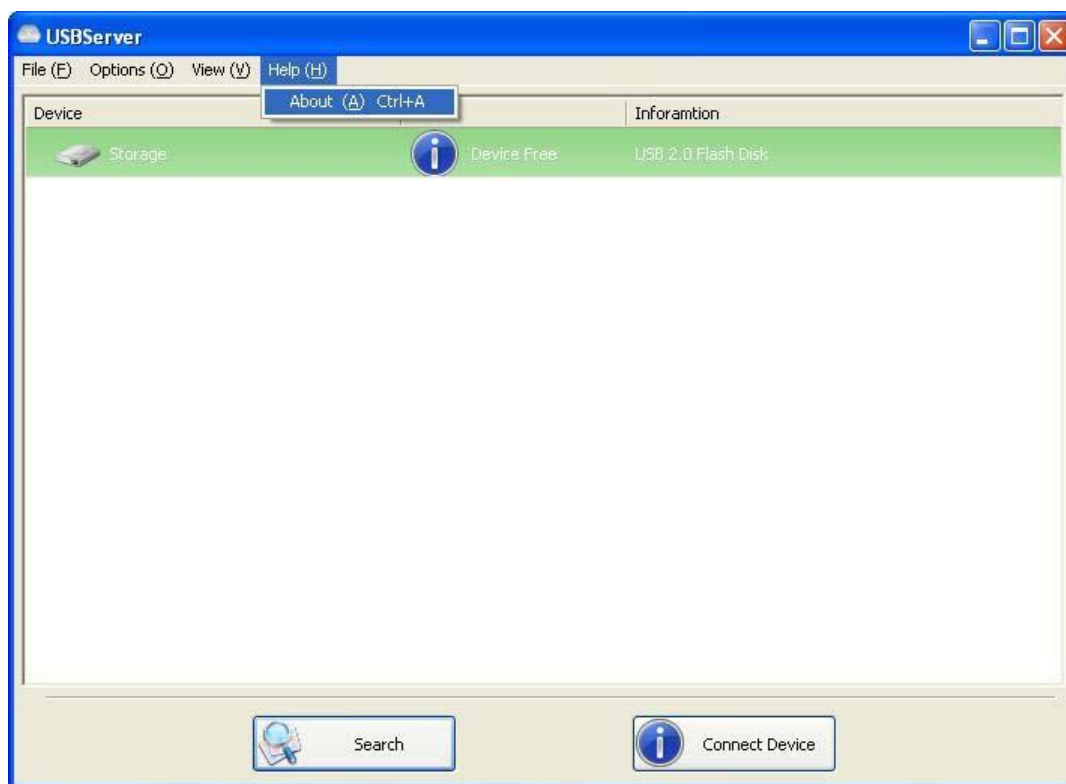 USBServer
File (F) Options (O) View (V) Help (H)
About (A) Ctrl+A
Device Inforamtion
Storage Device Free USB 2.0 Flash Disk
Search Connect Device